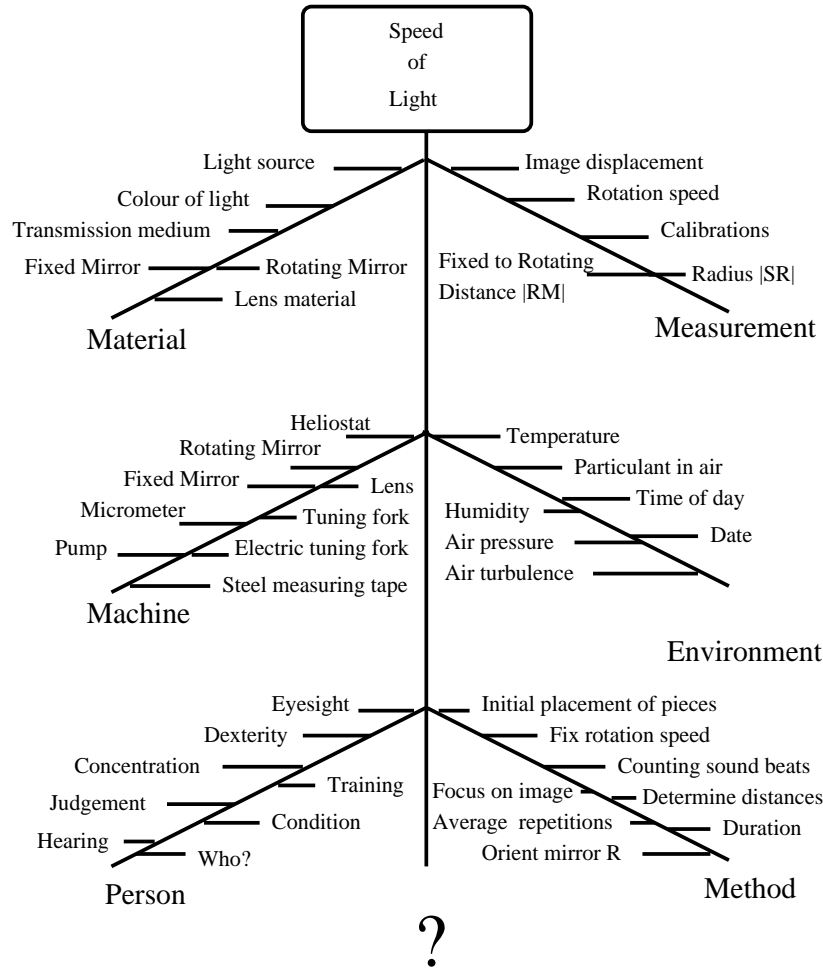 Speed
of
Light
Light source
Colour of light
Transmission medium
Fixed Mirror
Rotating Mirror
Lens material
Material
Image displacement
Rotation speed
Calibrations
Fixed to Rotating
Distance |RM|
Radius |SR|
Measurement
Heliostat
Rotating Mirror
Fixed Mirror
Lens
Micrometer
Tuning fork
Pump
Electric tuning fork
Steel measuring tape
Machine
Temperature
Particulant in air
Time of day
Humidity
Date
Air pressure
Air turbulence
Environment
Eyesight
Dexterity
Concentration
Training
Judgement
Condition
Hearing
Who?
Person
Initial placement of pieces
Fix rotation speed
Counting sound beats
Focus on image
Determine distances
Average repetitions
Duration
Orient mirror R
Method
?